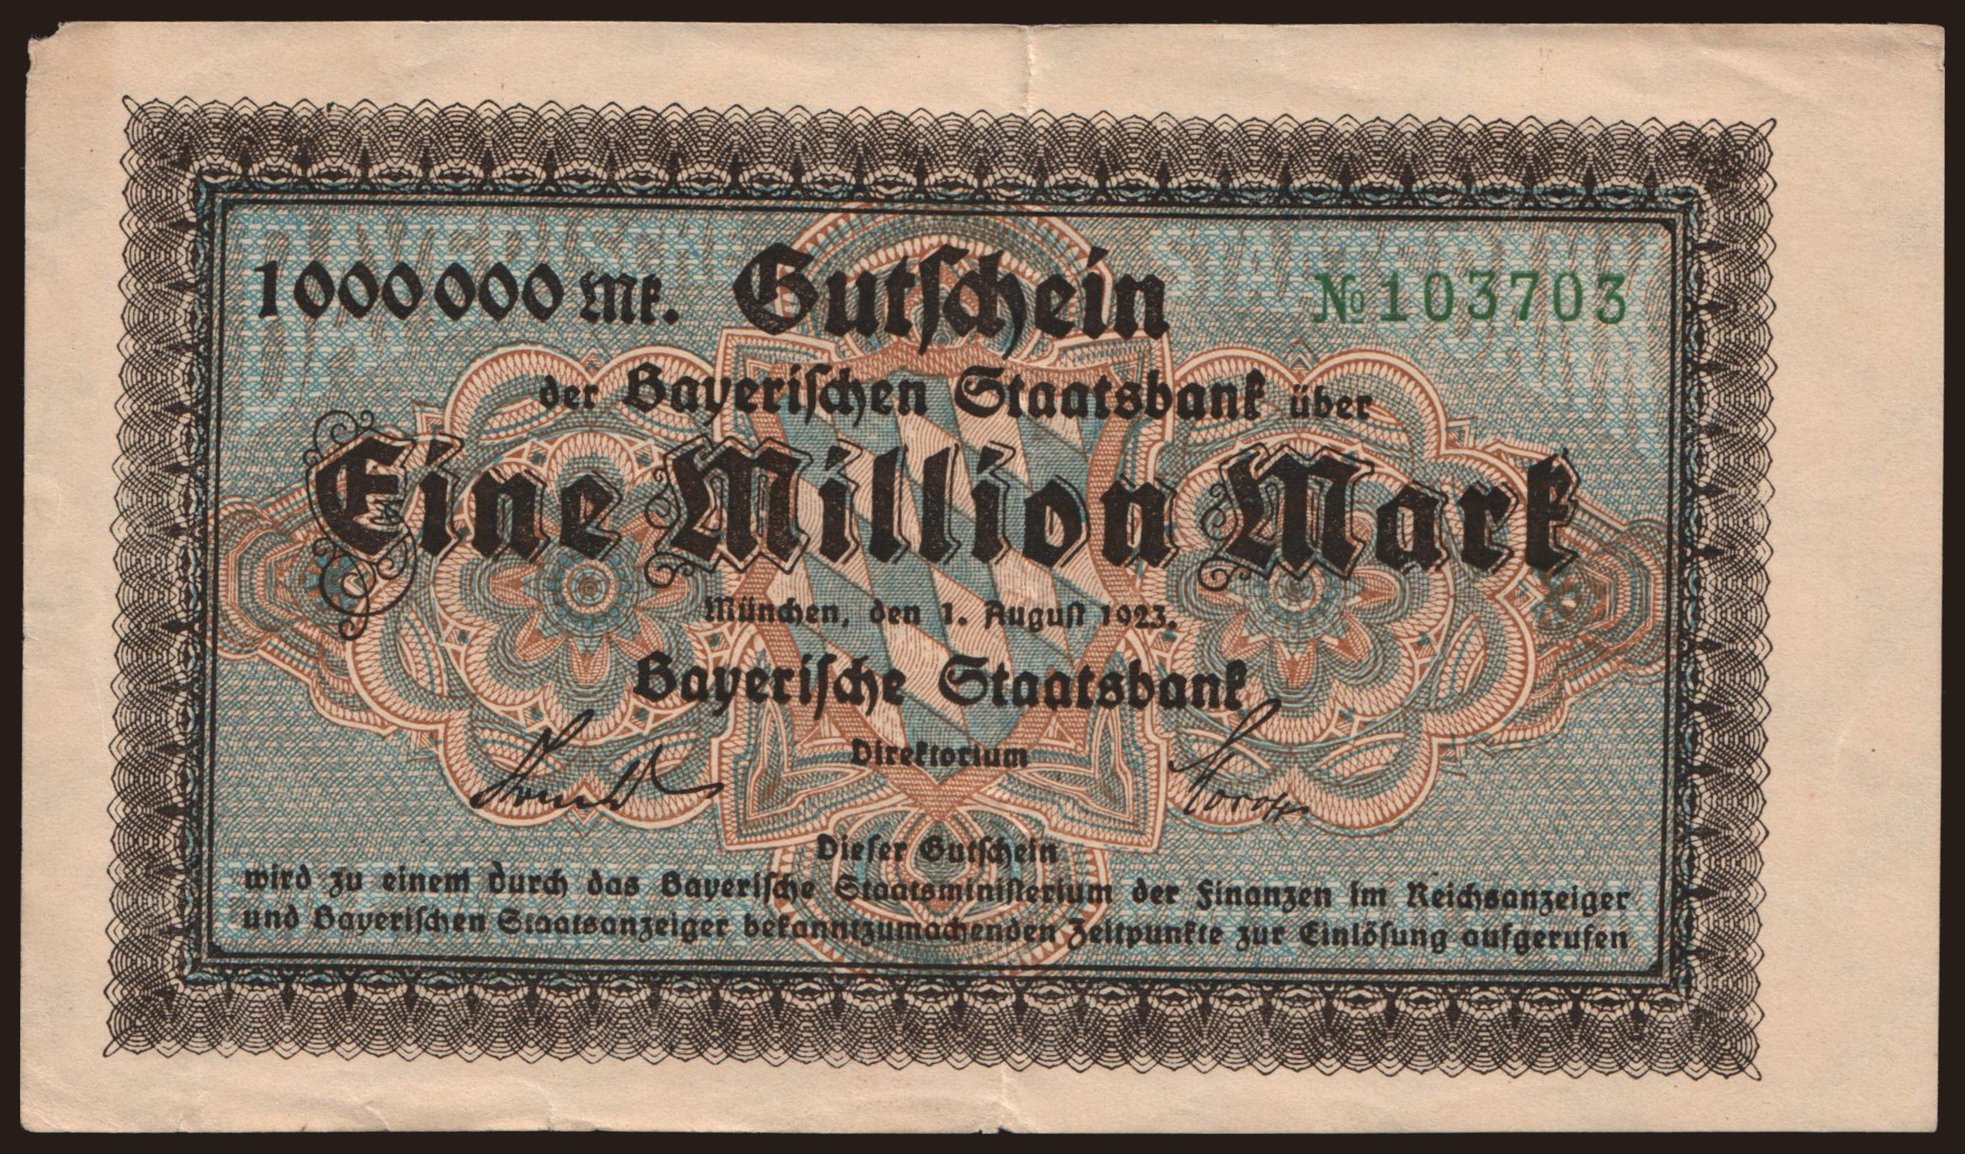 1000000 Mk. Gutschein № 103703
der Bayerischen Staatsbank über
Eine Million Mark
München, den 1. August 1923.
Bayerische Staatsbank
Direktorium
Dieser Gutschein
wird zu einem durch das Bayerische Staatsministerium der Finanzen im Reichsanzeiger
und Bayerischen Staatsanzeiger bekanntzumachenden Zeitpunkte zur Einlösung aufgerufen